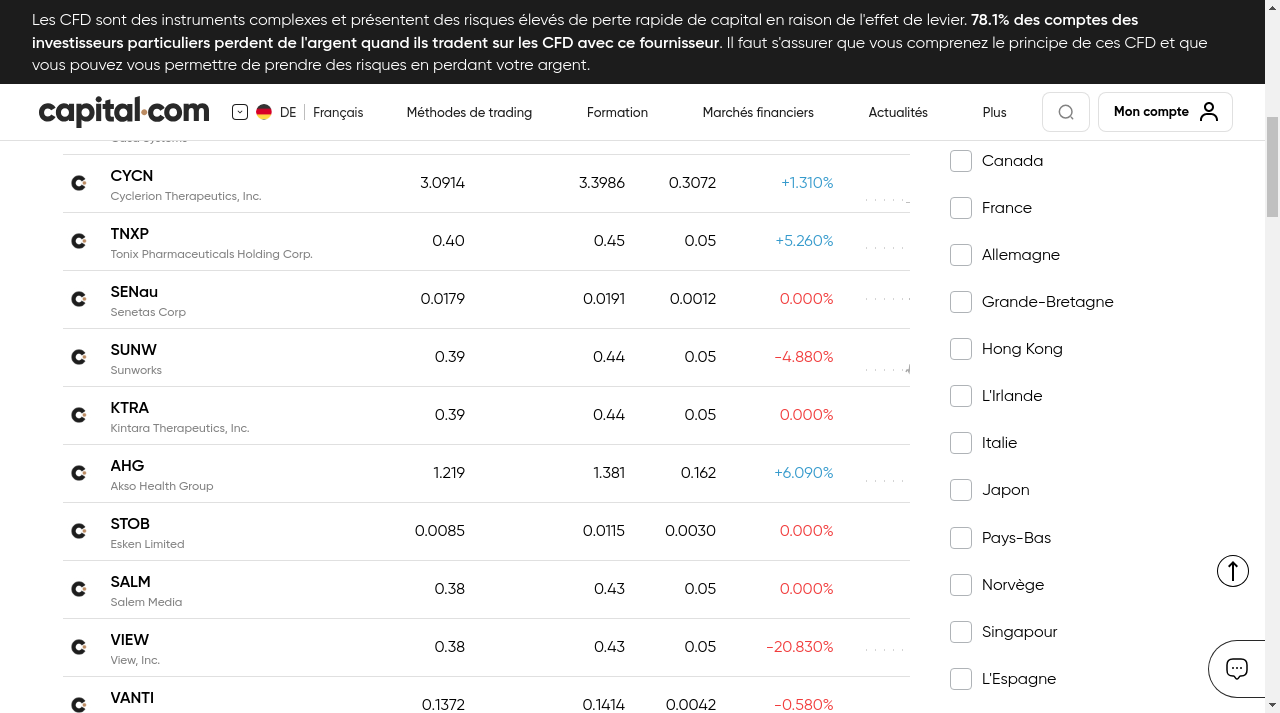 Les CFD sont des instruments complexes et présentent des risques élevés de perte rapide de capital en raison de l'effet de levier. 78.1% des comptes des
investisseurs particuliers perdent de l'argent quand ils tradent sur les CFD avec ce fournisseur. Il faut s'assurer que vous comprenez le principe de ces CFD et que
vous pouvez vous permettre de prendre des risques en perdant votre argent.
capital.com DE Français Méthodes de trading Formation Marchés financiers Actualités Plus Mon compte
CYCN 3.0914 3.3986 0.3072 +1.310%
Cyclerion Therapeutics, Inc.
TNXP 0.40 0.45 0.05 +5.260%
Tonix Pharmaceuticals Holding Corp.
SENau 0.0179 0.0191 0.0012 0.000%
Senetas Corp
SUNW 0.39 0.44 0.05 -4.880%
Sunworks
KTRA 0.39 0.44 0.05 0.000%
Kintara Therapeutics, Inc.
AHG 1.219 1.381 0.162 +6.090%
Akso Health Group
STOB 0.0085 0.0115 0.0030 0.000%
Esken Limited
SALM 0.38 0.43 0.05 0.000%
Salem Media
VIEW 0.38 0.43 0.05 -20.830%
View, Inc.
VANTI 0.1372 0.1414 0.0042 -0.580%
Canada
France
Allemagne
Grande-Bretagne
Hong Kong
L'Irlande
Italie
Japon
Pays-Bas
Norvège
Singapour
L'Espagne